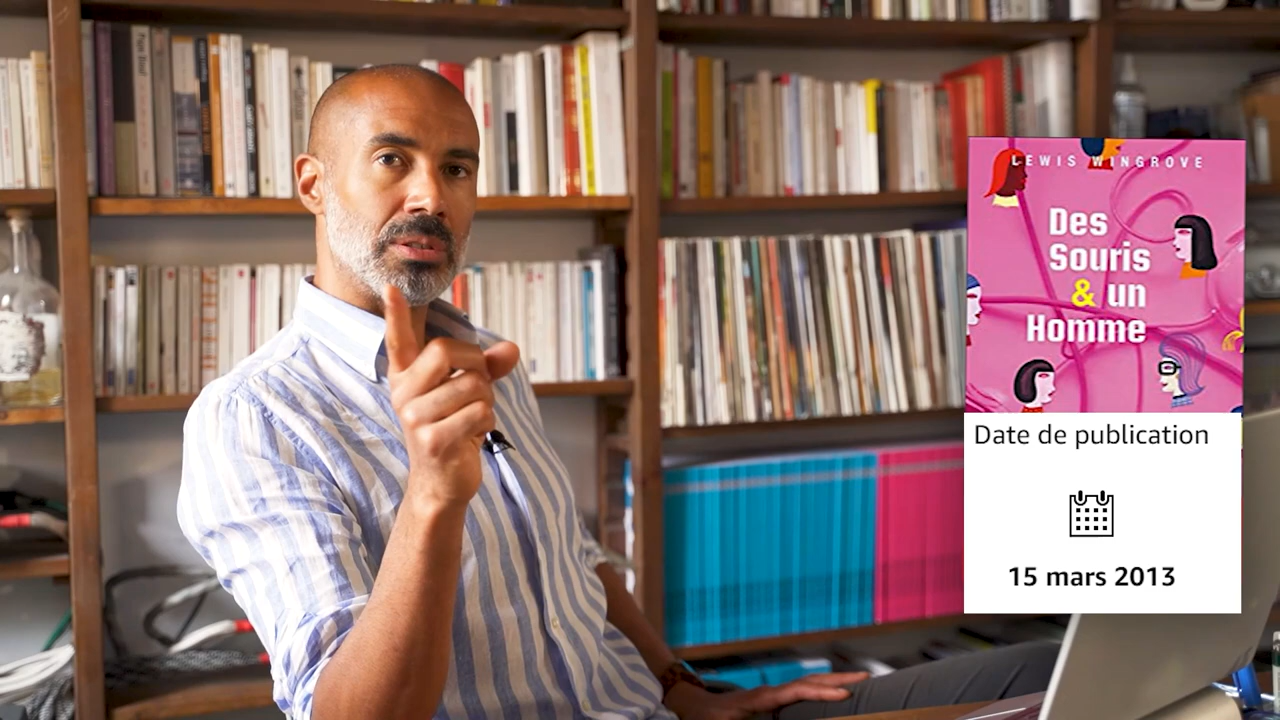 LEWIS WINGROVE
Des
Souris
& un
Homme
Date de publication
15 mars 2013